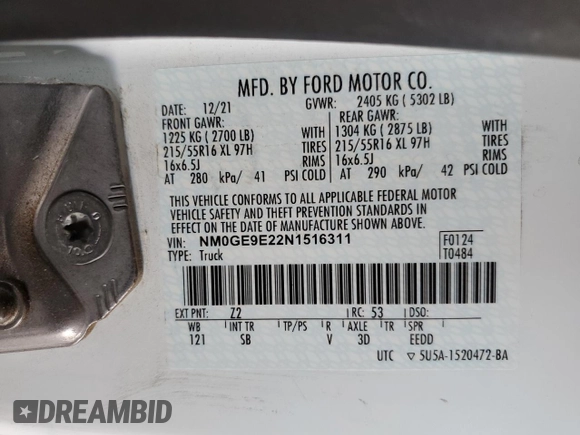 MFD. BY FORD MOTOR CO.
DATE: 12/21 GVWR: 2405 KG ( 5302 LB)
FRONT GAWR: REAR GAWR:
1225 KG ( 2700 LB) WITH 1304 KG ( 2875 LB) WITH
215/55R16 XL 97H TIRES 215/55R16 XL 97H TIRES
16x6.5J RIMS 16x6.5J RIMS
AT 280 kPa/ 41 PSI COLD AT 290 kPa/ 42 PSI COLD
THIS VEHICLE CONFORMS TO ALL APPLICABLE FEDERAL MOTOR
VEHICLE SAFETY AND THEFT PREVENTION STANDARDS IN EFFECT
ON THE DATE OF MANUFACTURE SHOWN ABOVE.
VIN: NM0GE9E22N1516311 F0124
TYPE: Truck T0484
EXT PNT: Z2 RC: 53 DSO:
WB INT TR TP/PS R AXLE TR SPR
121 SB V 3D EEDD
UTC ▽ 5U5A-1520472-BA
DREAMBID